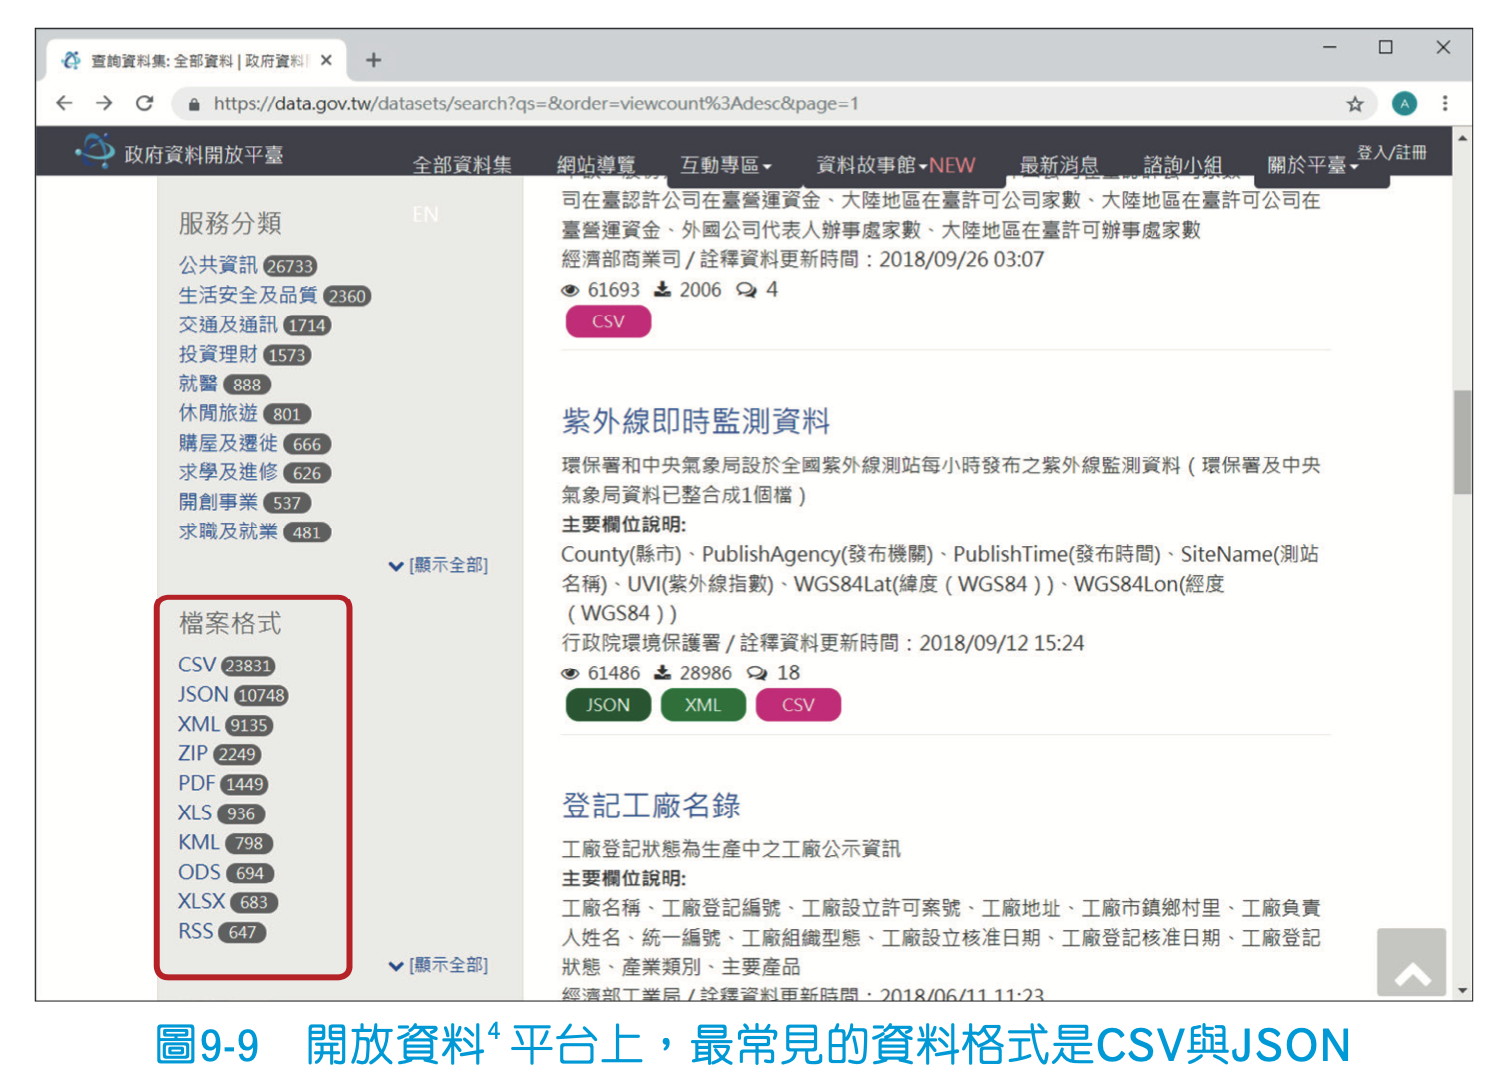 查詢資料集: 全部資料 | 政府資料
https://data.gov.tw/datasets/search?qs=&order=viewcount%3Adesc&page=1
A
政府資料開放平臺
全部資料集 網站導覽 互動專區 資料故事館 NEW 最新消息 諮詢小組 關於平臺 登入/註冊
EN
服務分類
公共資訊 26733
生活安全及品質 2360
交通及通訊 1714
投資理財 1573
就醫 888
休閒旅遊 801
購屋及遷徙 666
求學及進修 626
開創事業 537
求職及就業 481
[顯示全部]
檔案格式
CSV 23831
JSON 10748
XML 9135
ZIP 2249
PDF 1449
XLS 936
KML 798
ODS 694
XLSX 683
RSS 647
[顯示全部]
司在臺認許公司在臺營運資金、大陸地區在臺許可公司家數、大陸地區在臺許可公司在
臺營運資金、外國公司代表人辦事處家數、大陸地區在臺許可辦事處家數
經濟部商業司 / 詮釋資料更新時間：2018/09/26 03:07
61693 2006 4
CSV
紫外線即時監測資料
環保署和中央氣象局設於全國紫外線測站每小時發布之紫外線監測資料（環保署及中央
氣象局資料已整合成1個檔）
主要欄位說明:
County(縣市)、PublishAgency(發布機關)、PublishTime(發布時間)、SiteName(測站
名稱)、UVI(紫外線指數)、WGS84Lat(緯度（WGS84）)、WGS84Lon(經度
（WGS84）)
行政院環境保護署 / 詮釋資料更新時間：2018/09/12 15:24
61486 28986 18
JSON XML CSV
登記工廠名錄
工廠登記狀態為生產中之工廠公示資訊
主要欄位說明:
工廠名稱、工廠登記編號、工廠設立許可案號、工廠地址、工廠市鎮鄉村里、工廠負責
人姓名、統一編號、工廠組織型態、工廠設立核准日期、工廠登記核准日期、工廠登記
狀態、產業類別、主要產品
經濟部工業局 / 詮釋資料更新時間：2018/06/11 11:23
圖9-9 開放資料4平台上，最常見的資料格式是CSV與JSON